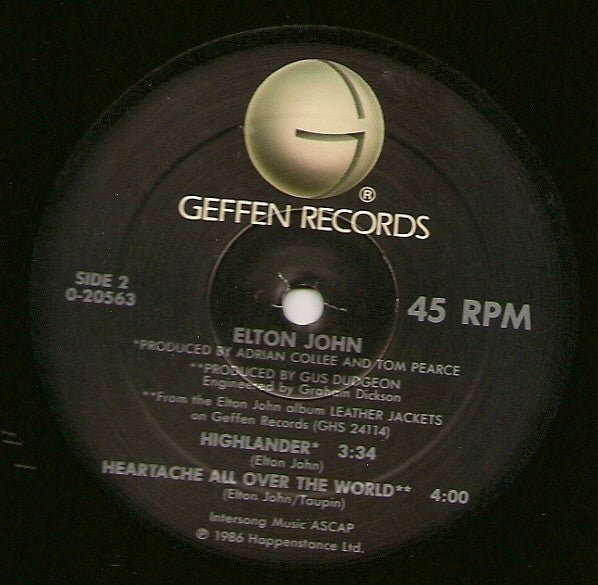 G
®
GEFFEN RECORDS
SIDE 2
0-20563
45 RPM
ELTON JOHN
*PRODUCED BY ADRIAN COLLEE AND TOM PEARCE
**PRODUCED BY GUS DUDGEON
Engineered by Graham Dickson
**From the Elton John album LEATHER JACKETS
on Geffen Records (GHS 24114)
HIGHLANDER* 3:34
(Elton John)
HEARTACHE ALL OVER THE WORLD** 4:00
(Elton John/Taupin)
Intersong Music ASCAP
℗ 1986 Happenstance Ltd.